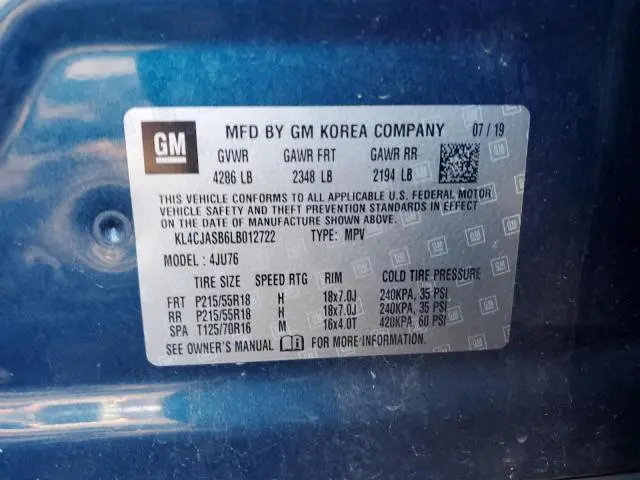 GM MFD BY GM KOREA COMPANY 07 / 19
GVWR GAWR FRT GAWR RR
4286 LB 2348 LB 2194 LB
THIS VEHICLE CONFORMS TO ALL APPLICABLE U.S. FEDERAL MOTOR
VEHICLE SAFETY AND THEFT PREVENTION STANDARDS IN EFFECT
ON THE DATE OF MANUFACTURE SHOWN ABOVE.
KL4CJASB6LB012722 TYPE: MPV
MODEL : 4JU76
TIRE SIZE SPEED RTG RIM COLD TIRE PRESSURE
FRT P215/55R18 H 18x7.0J 240KPA, 35 PSI
RR P215/55R18 H 18x7.0J 240KPA, 35 PSI
SPA T125/70R16 M 16x4.0T 420KPA, 60 PSI
SEE OWNER'S MANUAL FOR MORE INFORMATION.